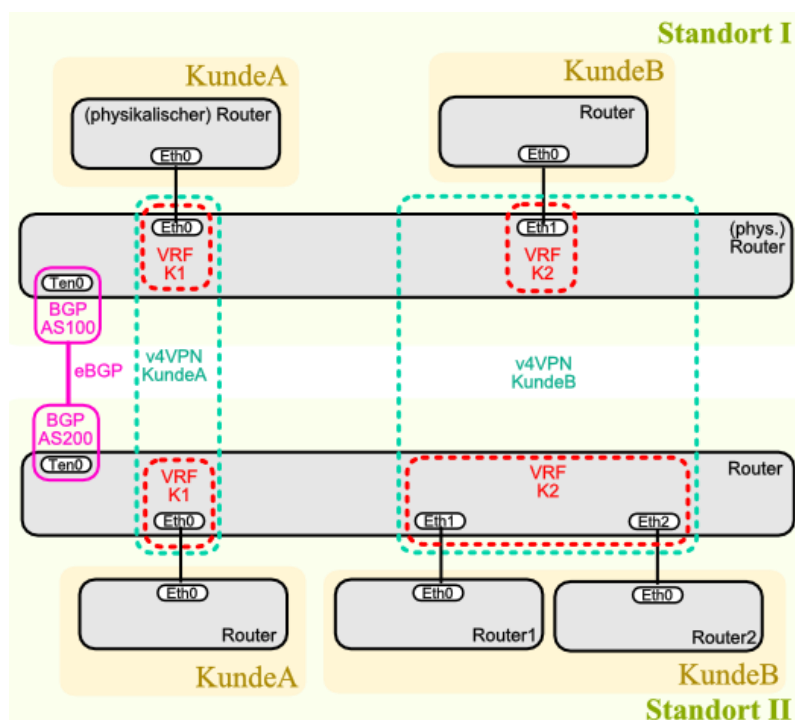 Standort I
KundeA
KundeB
(physikalischer) Router
Router
Eth0
Eth0
Eth0
Eth1
(phys.)
Router
VRF
K1
VRF
K2
Ten0
BGP
AS100
eBGP
v4VPN
KundeA
v4VPN
KundeB
BGP
AS200
Ten0
VRF
K1
VRF
K2
Router
Eth0
Eth1
Eth2
Eth0
Eth0
Eth0
Router
Router1
Router2
KundeA
KundeB
Standort II